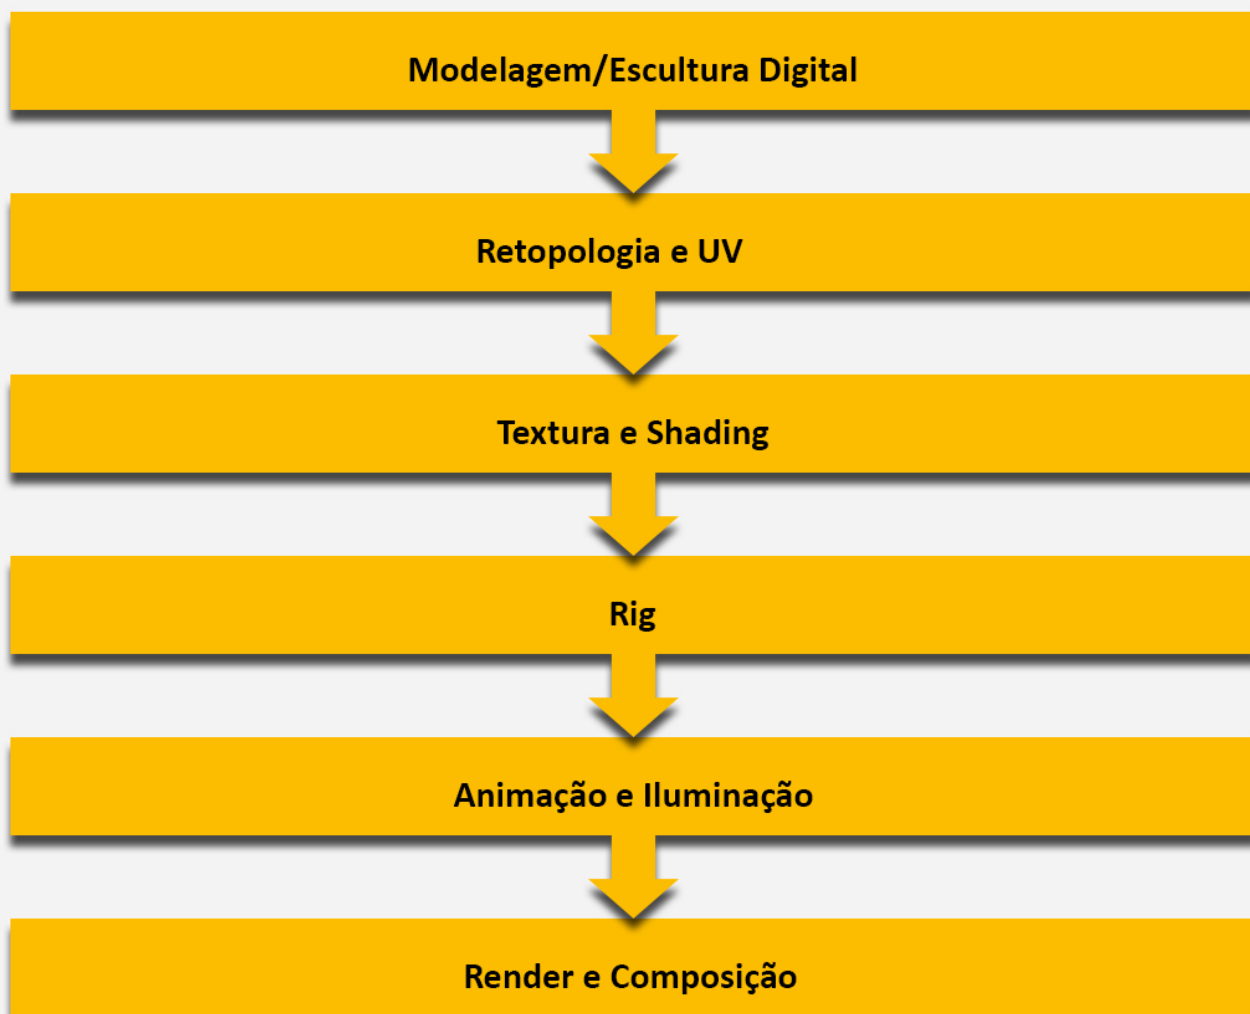 Modelagem/Escultura Digital
Retopologia e UV
Textura e Shading
Rig
Animação e Iluminação
Render e Composição